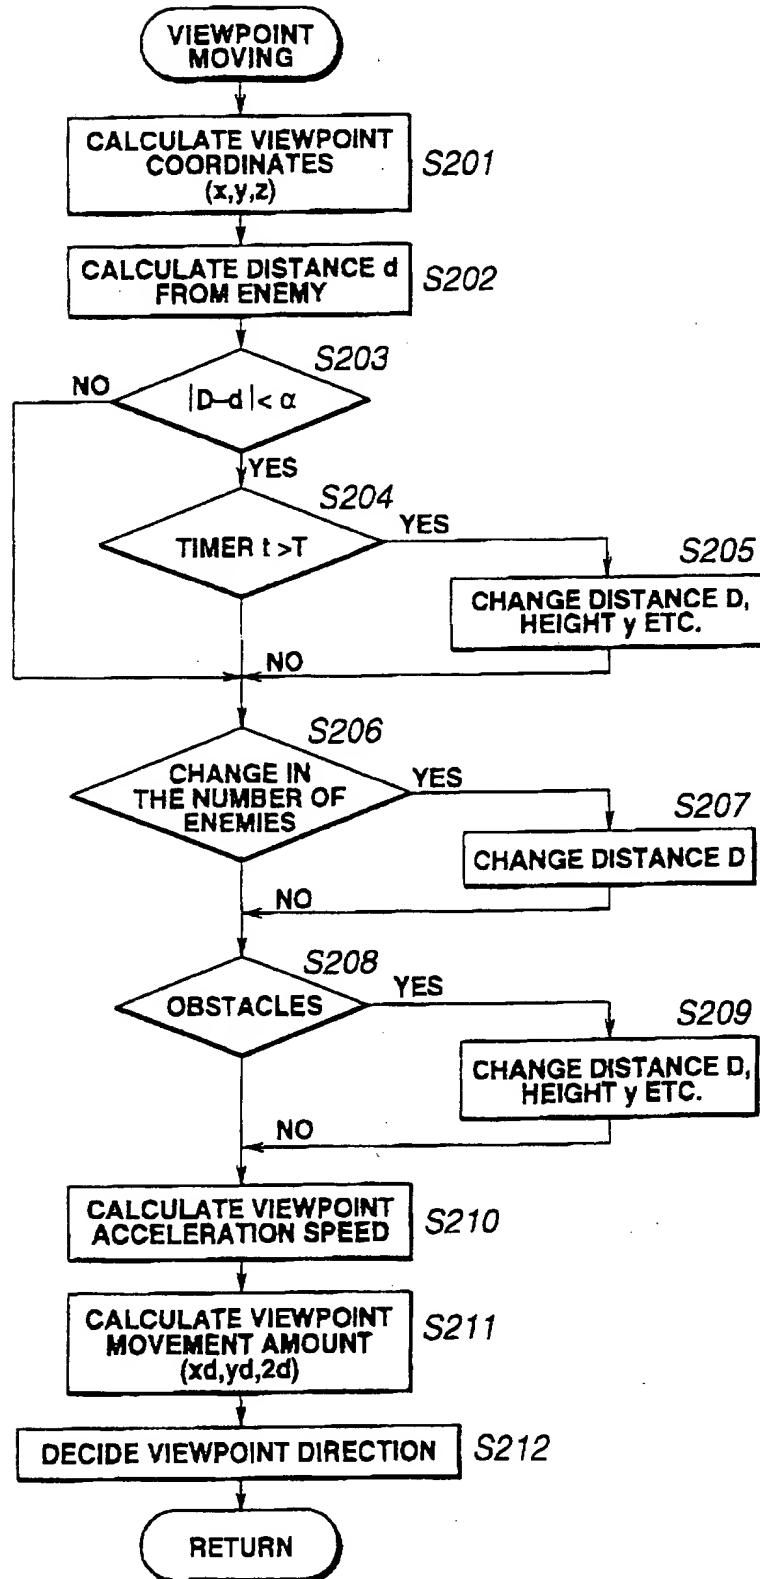 VIEWPOINT
MOVING
CALCULATE VIEWPOINT
COORDINATES
(x,y,z)
S201
CALCULATE DISTANCE d
FROM ENEMY
S202
S203
NO
|D–d|< α
YES
S204
TIMER t >T
YES
S205
CHANGE DISTANCE D,
HEIGHT y ETC.
NO
S206
CHANGE IN
THE NUMBER OF
ENEMIES
YES
S207
CHANGE DISTANCE D
NO
S208
OBSTACLES
YES
S209
CHANGE DISTANCE D,
HEIGHT y ETC.
NO
CALCULATE VIEWPOINT
ACCELERATION SPEED
S210
CALCULATE VIEWPOINT
MOVEMENT AMOUNT
(xd,yd,2d)
S211
DECIDE VIEWPOINT DIRECTION
S212
RETURN